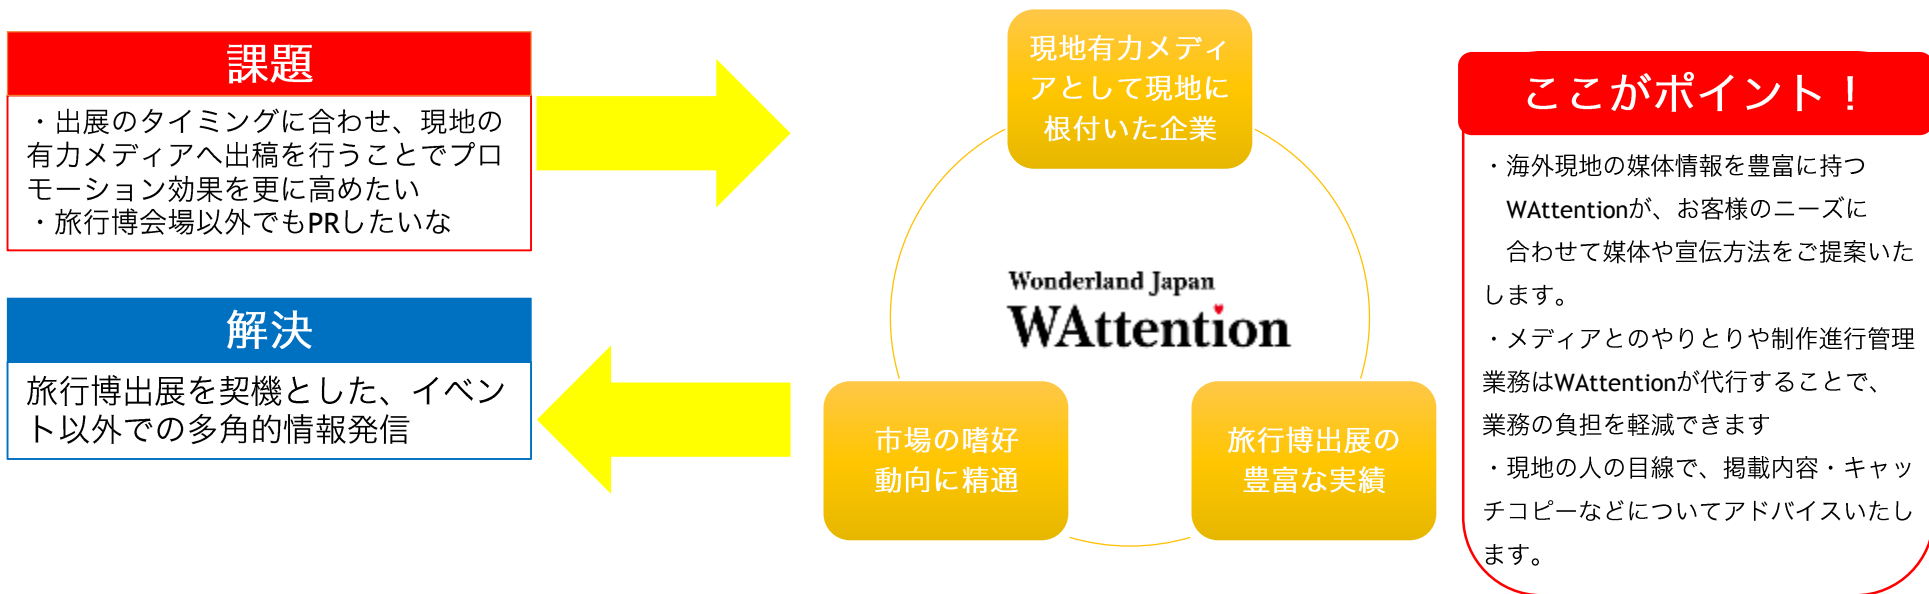 課題
・出展のタイミングに合わせ、現地の
有力メディアへ出稿を行うことでプロ
モーション効果を更に高めたい
・旅行博会場以外でもPRしたいな
解決
旅行博出展を契機とした、イベン
ト以外での多角的情報発信
現地有力メディ
アとして現地に
根付いた企業
Wonderland Japan
WAttention
市場の嗜好
動向に精通
旅行博出展の
豊富な実績
ここがポイント！
・海外現地の媒体情報を豊富に持つ
WAttentionが、お客様のニーズに
合わせて媒体や宣伝方法をご提案いた
します。
・メディアとのやりとりや制作進行管理
業務はWAttentionが代行することで、
業務の負担を軽減できます
・現地の人の目線で、掲載内容・キャッ
チコピーなどについてアドバイスいたし
ます。